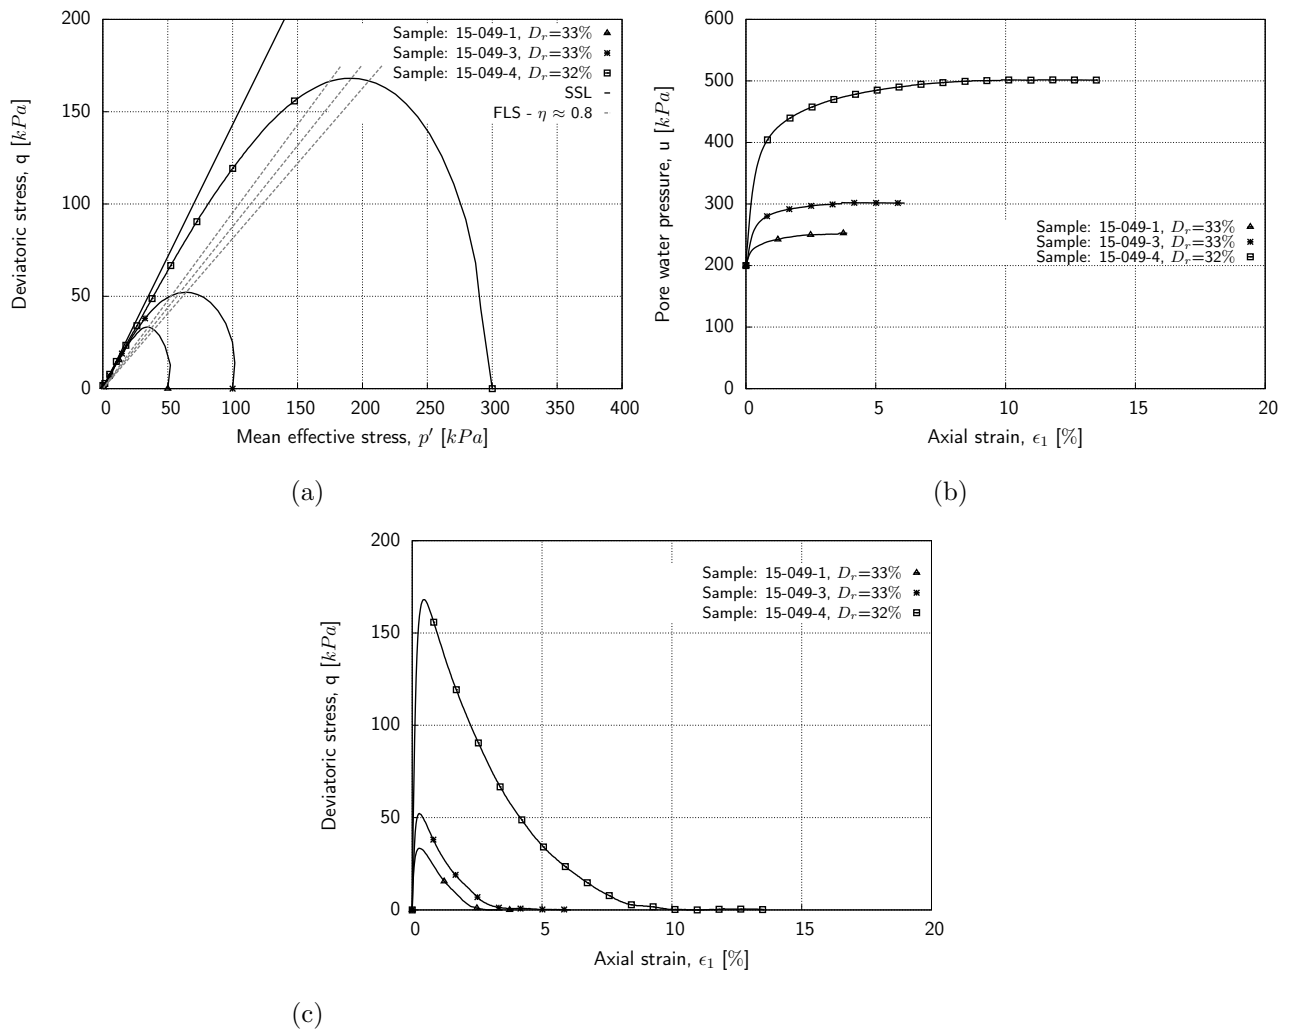 200
150
100
50
0
Deviatoric stress, q [kPa]
Sample: 15-049-1, Dr=33%
Sample: 15-049-3, Dr=33%
Sample: 15-049-4, Dr=32%
SSL
FLS - η ≈ 0.8
0 50 100 150 200 250 300 350 400
Mean effective stress, p′ [kPa]
(a)
600
500
400
300
200
100
0
Pore water pressure, u [kPa]
Sample: 15-049-1, Dr=33%
Sample: 15-049-3, Dr=33%
Sample: 15-049-4, Dr=32%
0 5 10 15 20
Axial strain, ϵ1 [%]
(b)
200
150
100
50
0
Deviatoric stress, q [kPa]
Sample: 15-049-1, Dr=33%
Sample: 15-049-3, Dr=33%
Sample: 15-049-4, Dr=32%
0 5 10 15 20
Axial strain, ϵ1 [%]
(c)